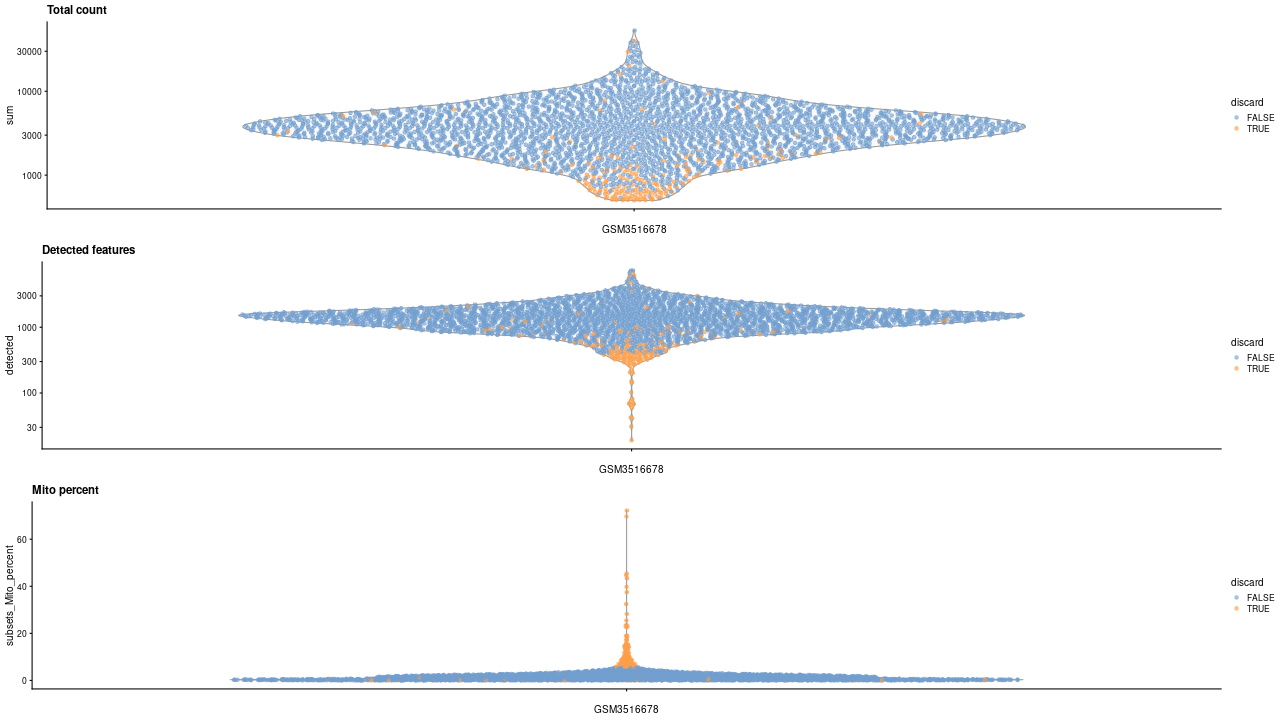 Total count
30000
10000
3000
1000
sum
GSM3516678
discard
FALSE
TRUE
Detected features
3000
1000
300
100
30
detected
GSM3516678
discard
FALSE
TRUE
Mito percent
60
40
20
0
subsets_Mito_percent
GSM3516678
discard
FALSE
TRUE